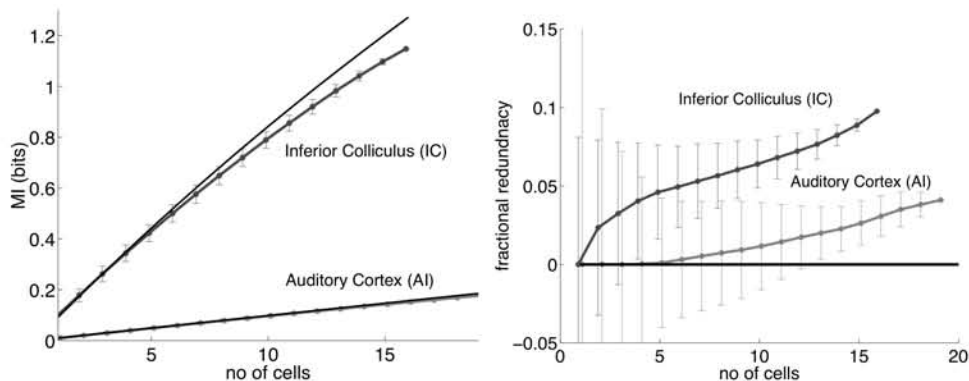 1.2
1
0.8
0.6
0.4
0.2
0
MI (bits)
Inferior Colliculus (IC)
Auditory Cortex (AI)
5
10
15
no of cells
0.15
0.1
0.05
0
−0.05
fractional redundnacy
Inferior Colliculus (IC)
Auditory Cortex (AI)
0
5
10
15
20
no of cells